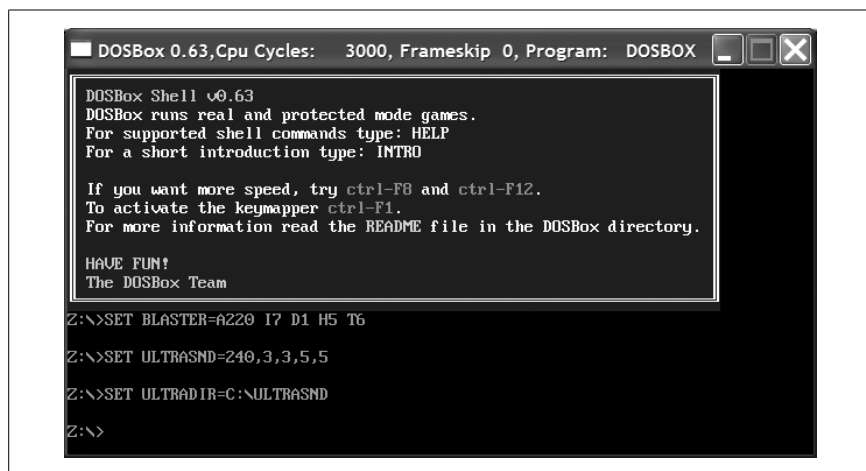 DOSBox 0.63,Cpu Cycles: 3000, Frameskip 0, Program: DOSBOX
DOSBox Shell v0.63
DOSBox runs real and protected mode games.
For supported shell commands type: HELP
For a short introduction type: INTRO
If you want more speed, try ctrl-F8 and ctrl-F12.
To activate the keymapper ctrl-F1.
For more information read the README file in the DOSBox directory.
HAVE FUN!
The DOSBox Team
Z:\>SET BLASTER=A220 I7 D1 H5 T6
Z:\>SET ULTRASND=240,3,3,5,5
Z:\>SET ULTRADIR=C:\ULTRASND
Z:\>